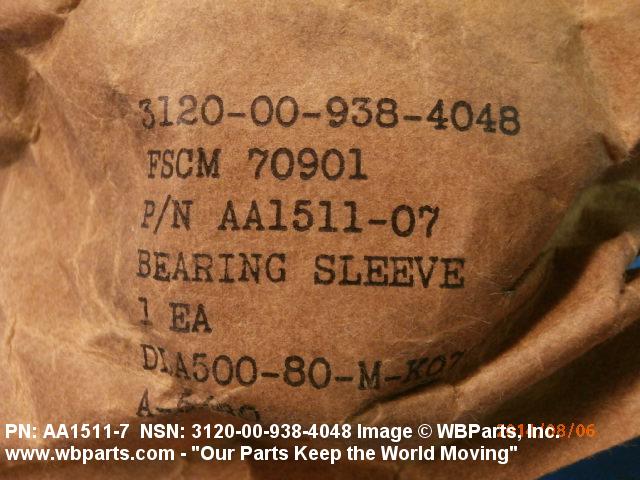 3120-00-938-4048
FSCM 70901
P/N AA1511-07
BEARING SLEEVE
1 EA
DLA500-80-M-K07
PN: AA1511-7 NSN: 3120-00-938-4048 Image © WBParts, Inc.
www.wbparts.com - "Our Parts Keep the World Moving"